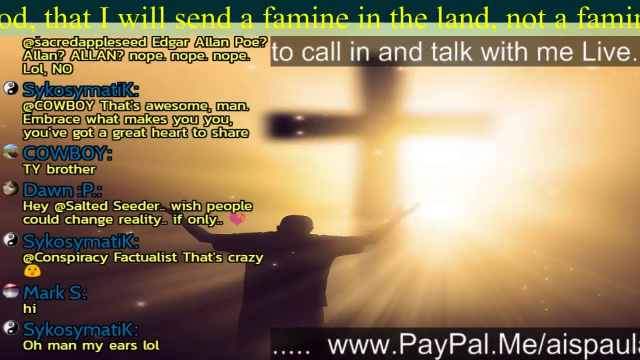 od, that I will send a famine in the land, not a fami
@sacredappleseed Edgar Allan Poe?
Allan? ALLAN? nope. nope. nope.
Lol, NO
to call in and talk with me Live.
SykosymatiK:
@COWBOY That's awesome, man.
Embrace what makes you you,
you've got a great heart to share
COWBOY:
TY brother
Dawn :P.:
Hey @Salted Seeder.. wish people
could change reality.. if only.. 💘
SykosymatiK:
@Conspiracy Factualist That's crazy
😮
Mark S:
hi
SykosymatiK:
Oh man my ears lol
..... www.PayPal.Me/aispaul